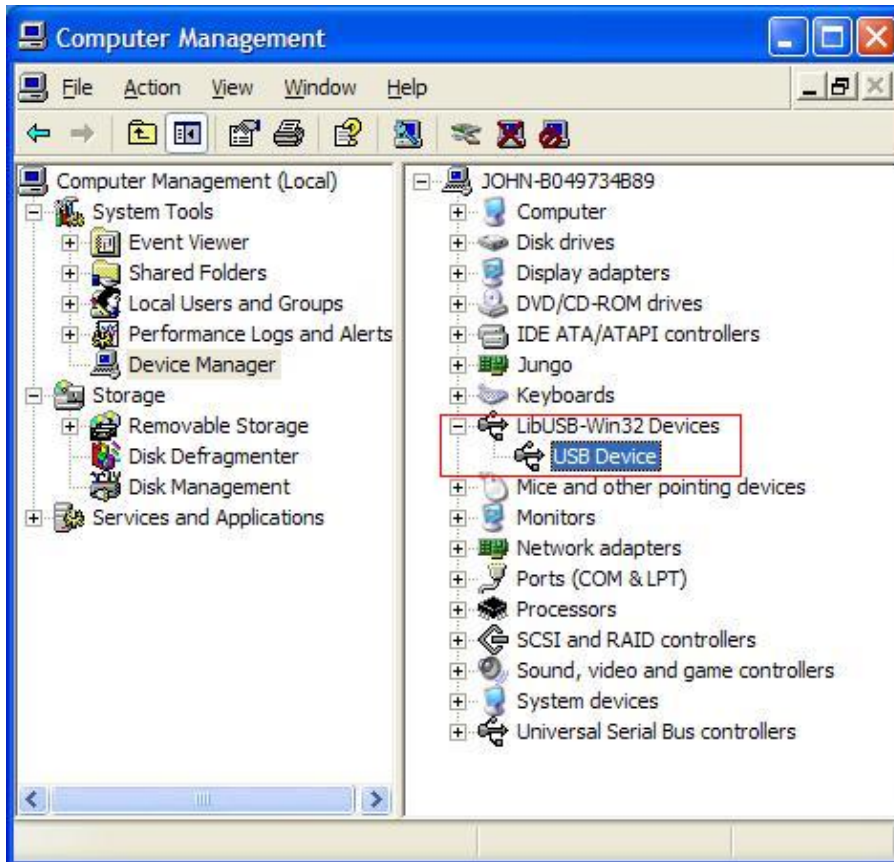 Computer Management
File Action View Window Help
Computer Management (Local)
System Tools
Event Viewer
Shared Folders
Local Users and Groups
Performance Logs and Alerts
Device Manager
Storage
Removable Storage
Disk Defragmenter
Disk Management
Services and Applications
JOHN-B049734B89
Computer
Disk drives
Display adapters
DVD/CD-ROM drives
IDE ATA/ATAPI controllers
Jungo
Keyboards
LibUSB-Win32 Devices
USB Device
Mice and other pointing devices
Monitors
Network adapters
Ports (COM & LPT)
Processors
SCSI and RAID controllers
Sound, video and game controllers
System devices
Universal Serial Bus controllers